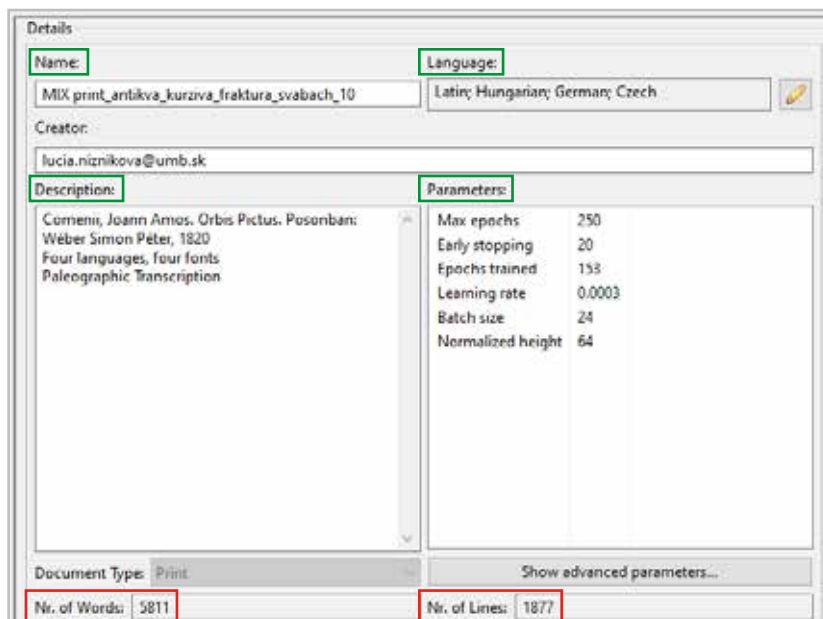 Details
Name:
Language:
MIX print_antikva_kurziva_fraktura_svabach_10
Latin; Hungarian; German; Czech
Creator:
lucia.niznikova@umb.sk
Description:
Parameters:
Comenii, Joann Amos. Orbis Pictus. Posonban:
Wéber Simon Péter, 1820
Four languages, four fonts
Paleographic Transcription
Max epochs 250
Early stopping 20
Epochs trained 153
Learning rate 0.0003
Batch size 24
Normalized height 64
Document Type: Print
Show advanced parameters...
Nr. of Words: 5811
Nr. of Lines: 1877